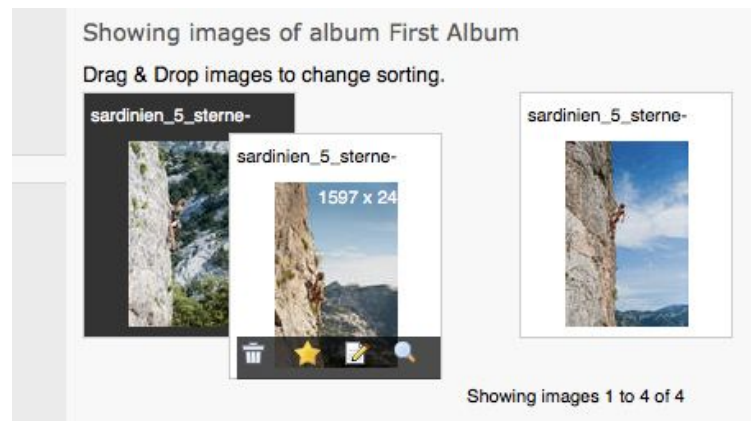 Showing images of album First Album
Drag & Drop images to change sorting.
sardinien_5_sterne-
sardinien_5_sterne-
1597 x 24
sardinien_5_sterne-
Showing images 1 to 4 of 4